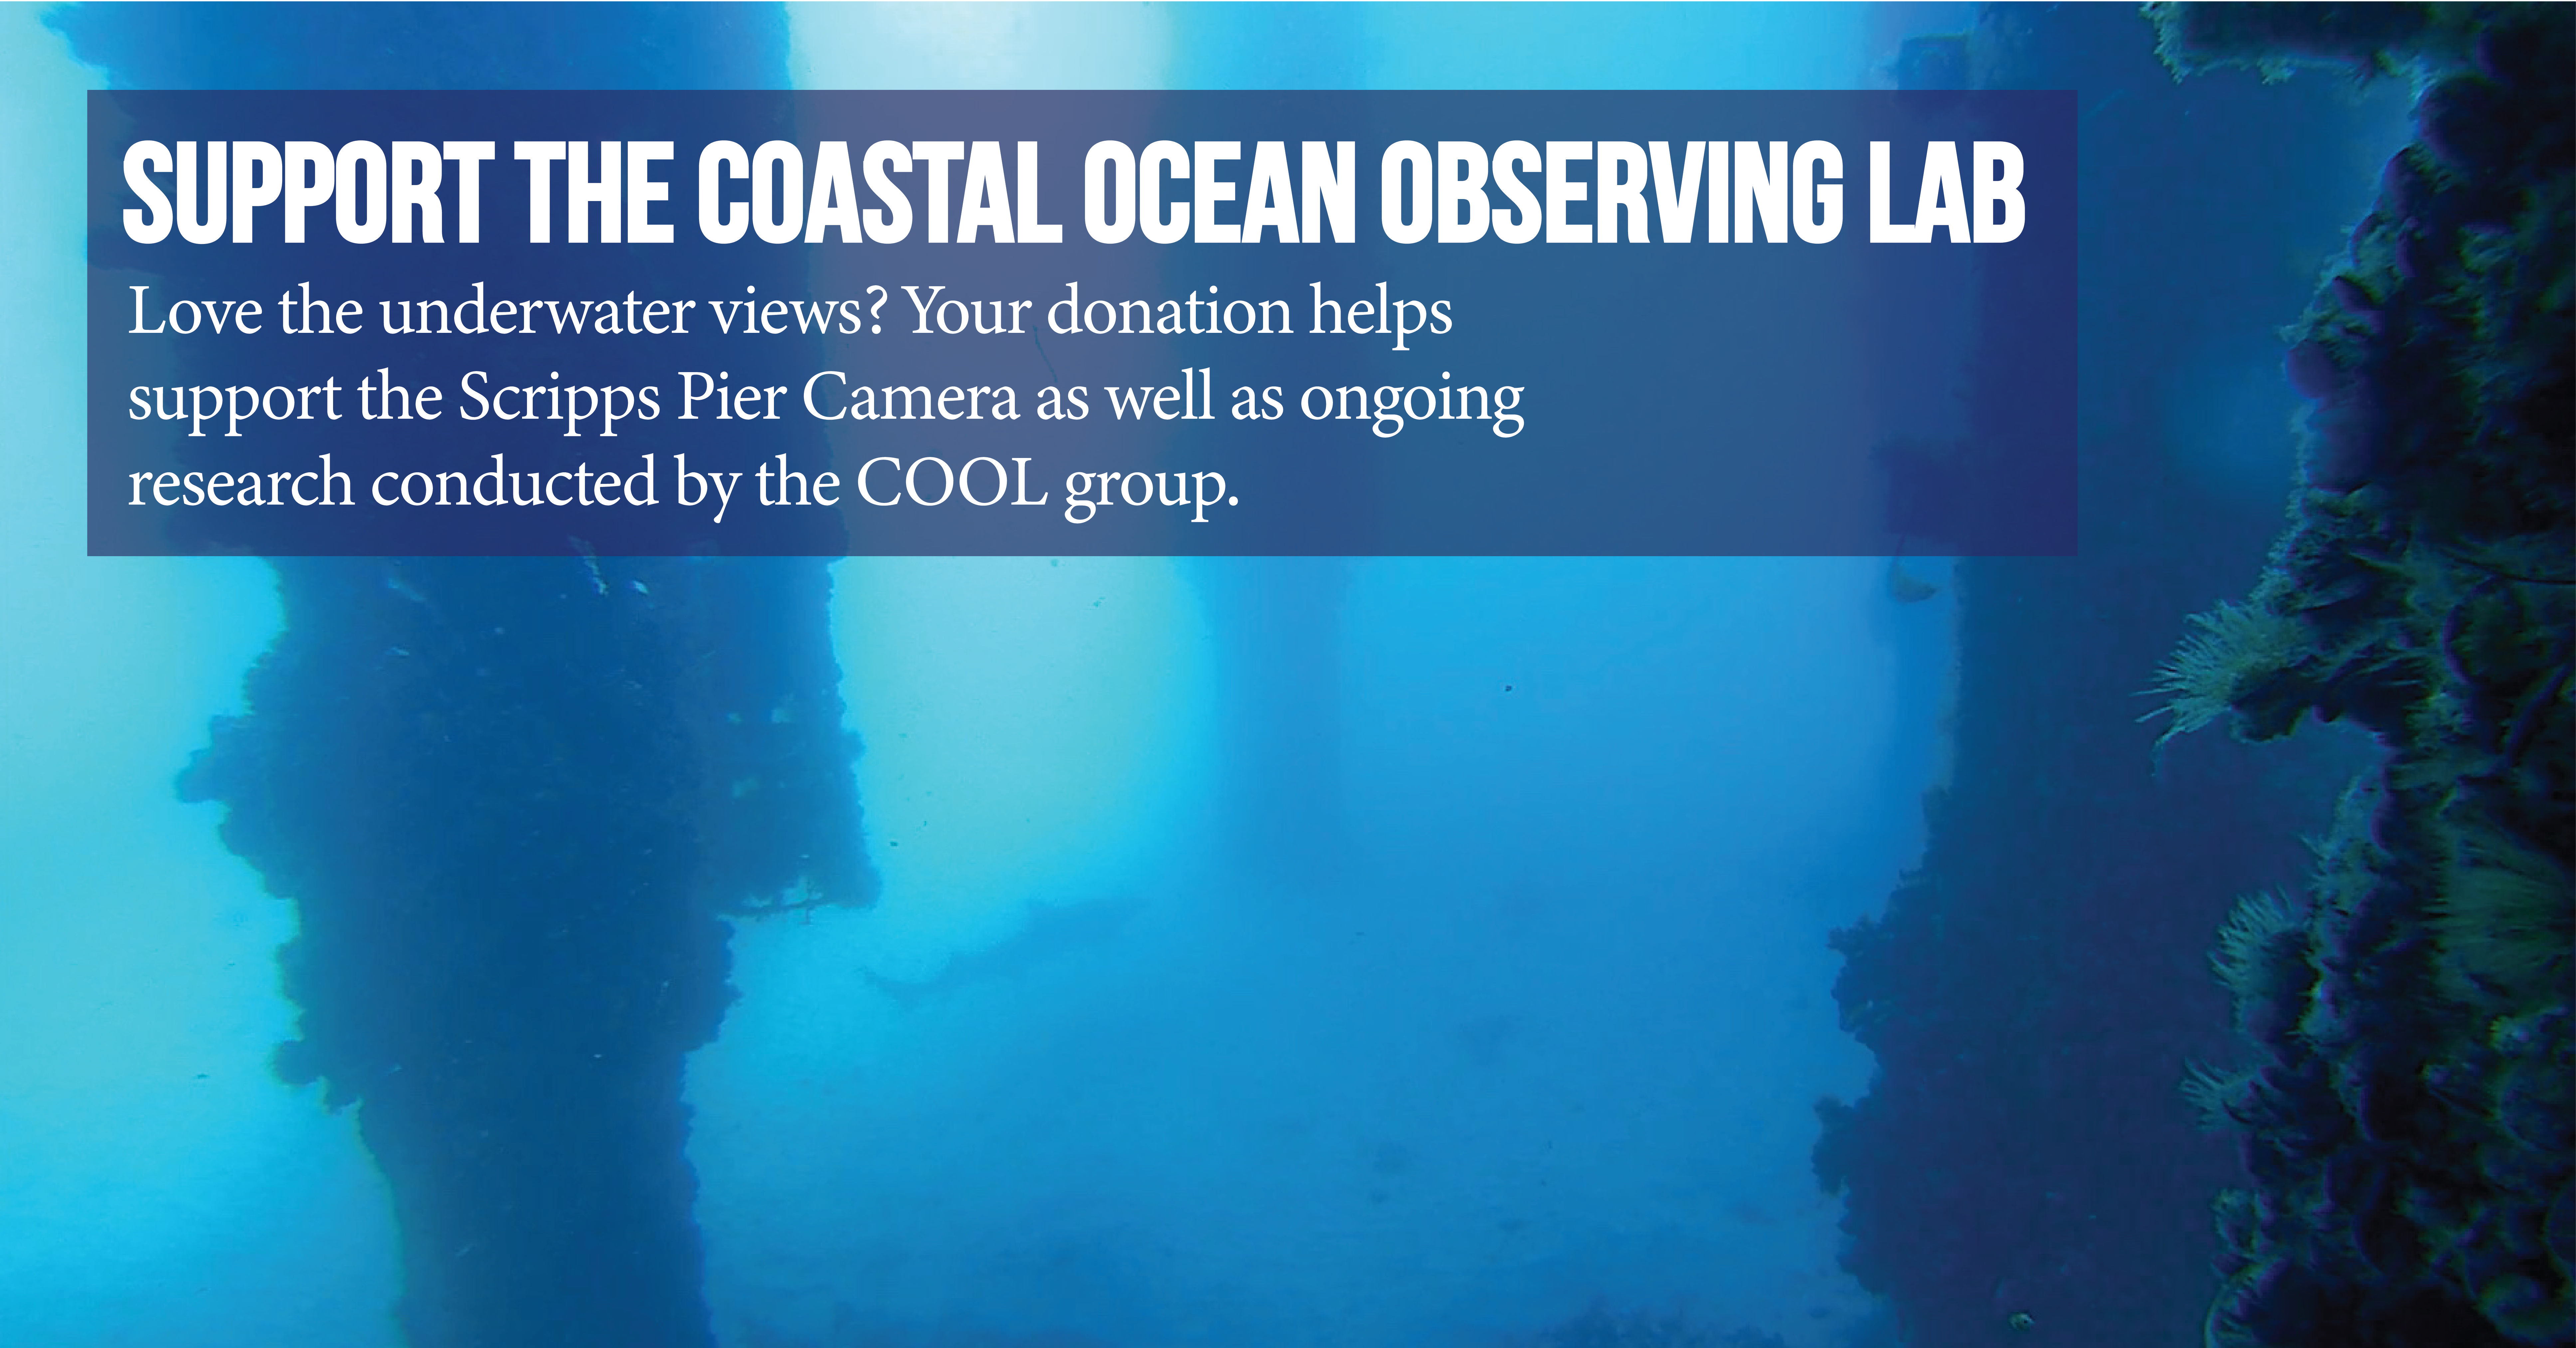 SUPPORT THE COASTAL OCEAN OBSERVING LAB
Love the underwater views? Your donation helps
support the Scripps Pier Camera as well as ongoing
research conducted by the COOL group.